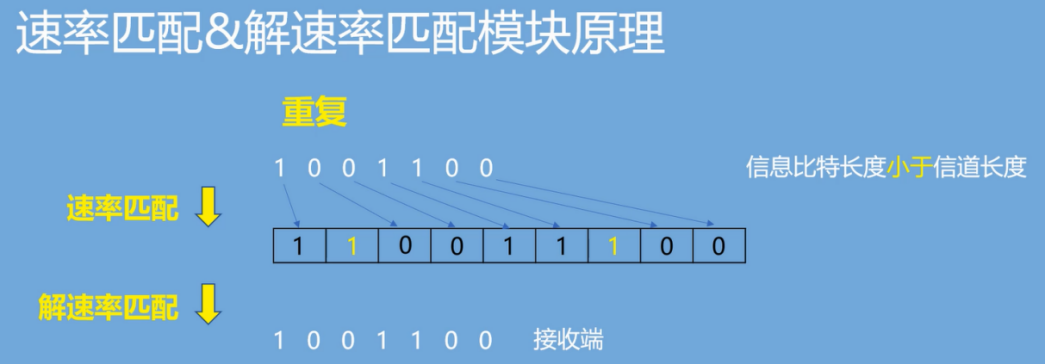 速率匹配&解速率匹配模块原理
重复
1 0 0 1 1 0 0
信息比特长度小于信道长度
速率匹配
1 1 0 0 1 1 1 0 0
解速率匹配
1 0 0 1 1 0 0 接收端